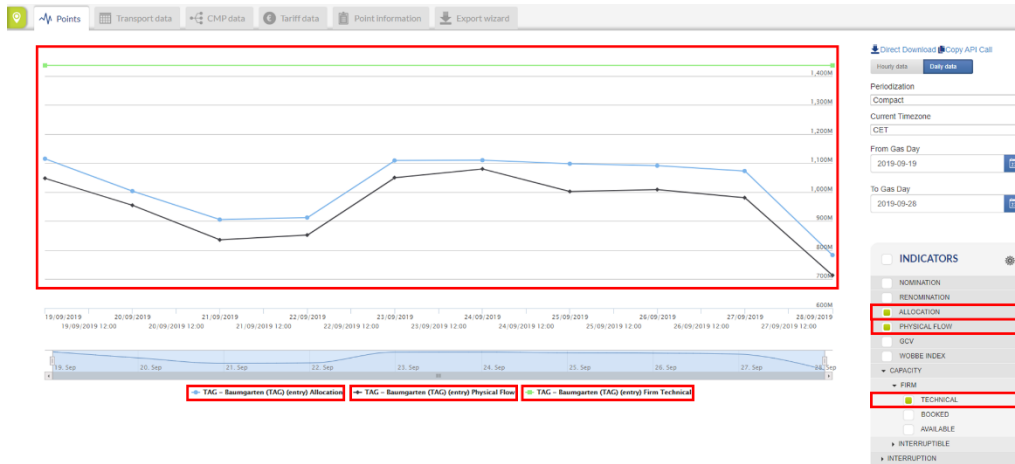 Points Transport data CMP data Tariff data Point information Export wizard
Direct Download Copy API Call
Hourly data Daily data
Periodization
Compact
Current Timezone
CET
From Gas Day
2019-09-19
To Gas Day
2019-09-28
1,400M
1,300M
1,200M
1,100M
1,000M
900M
800M
700M
600M
19/09/2019 20/09/2019 21/09/2019 22/09/2019 23/09/2019 24/09/2019 25/09/2019 26/09/2019 27/09/2019 28/09/2019
19/09/2019 12:00 20/09/2019 12:00 21/09/2019 12:00 22/09/2019 12:00 23/09/2019 12:00 24/09/2019 12:00 25/09/2019 12:00 26/09/2019 12:00 27/09/2019 12:00
19. Sep 20. Sep 21. Sep 22. Sep 23. Sep 24. Sep 25. Sep 26. Sep 27. Sep 28. Sep
TAG – Baumgarten (TAG) (entry) Allocation TAG – Baumgarten (TAG) (entry) Physical Flow TAG – Baumgarten (TAG) (entry) Firm Technical
INDICATORS
NOMINATION
RENOMINATION
ALLOCATION
PHYSICAL FLOW
GCV
WOBBE INDEX
CAPACITY
FIRM
TECHNICAL
BOOKED
AVAILABLE
INTERRUPTIBLE
INTERRUPTION